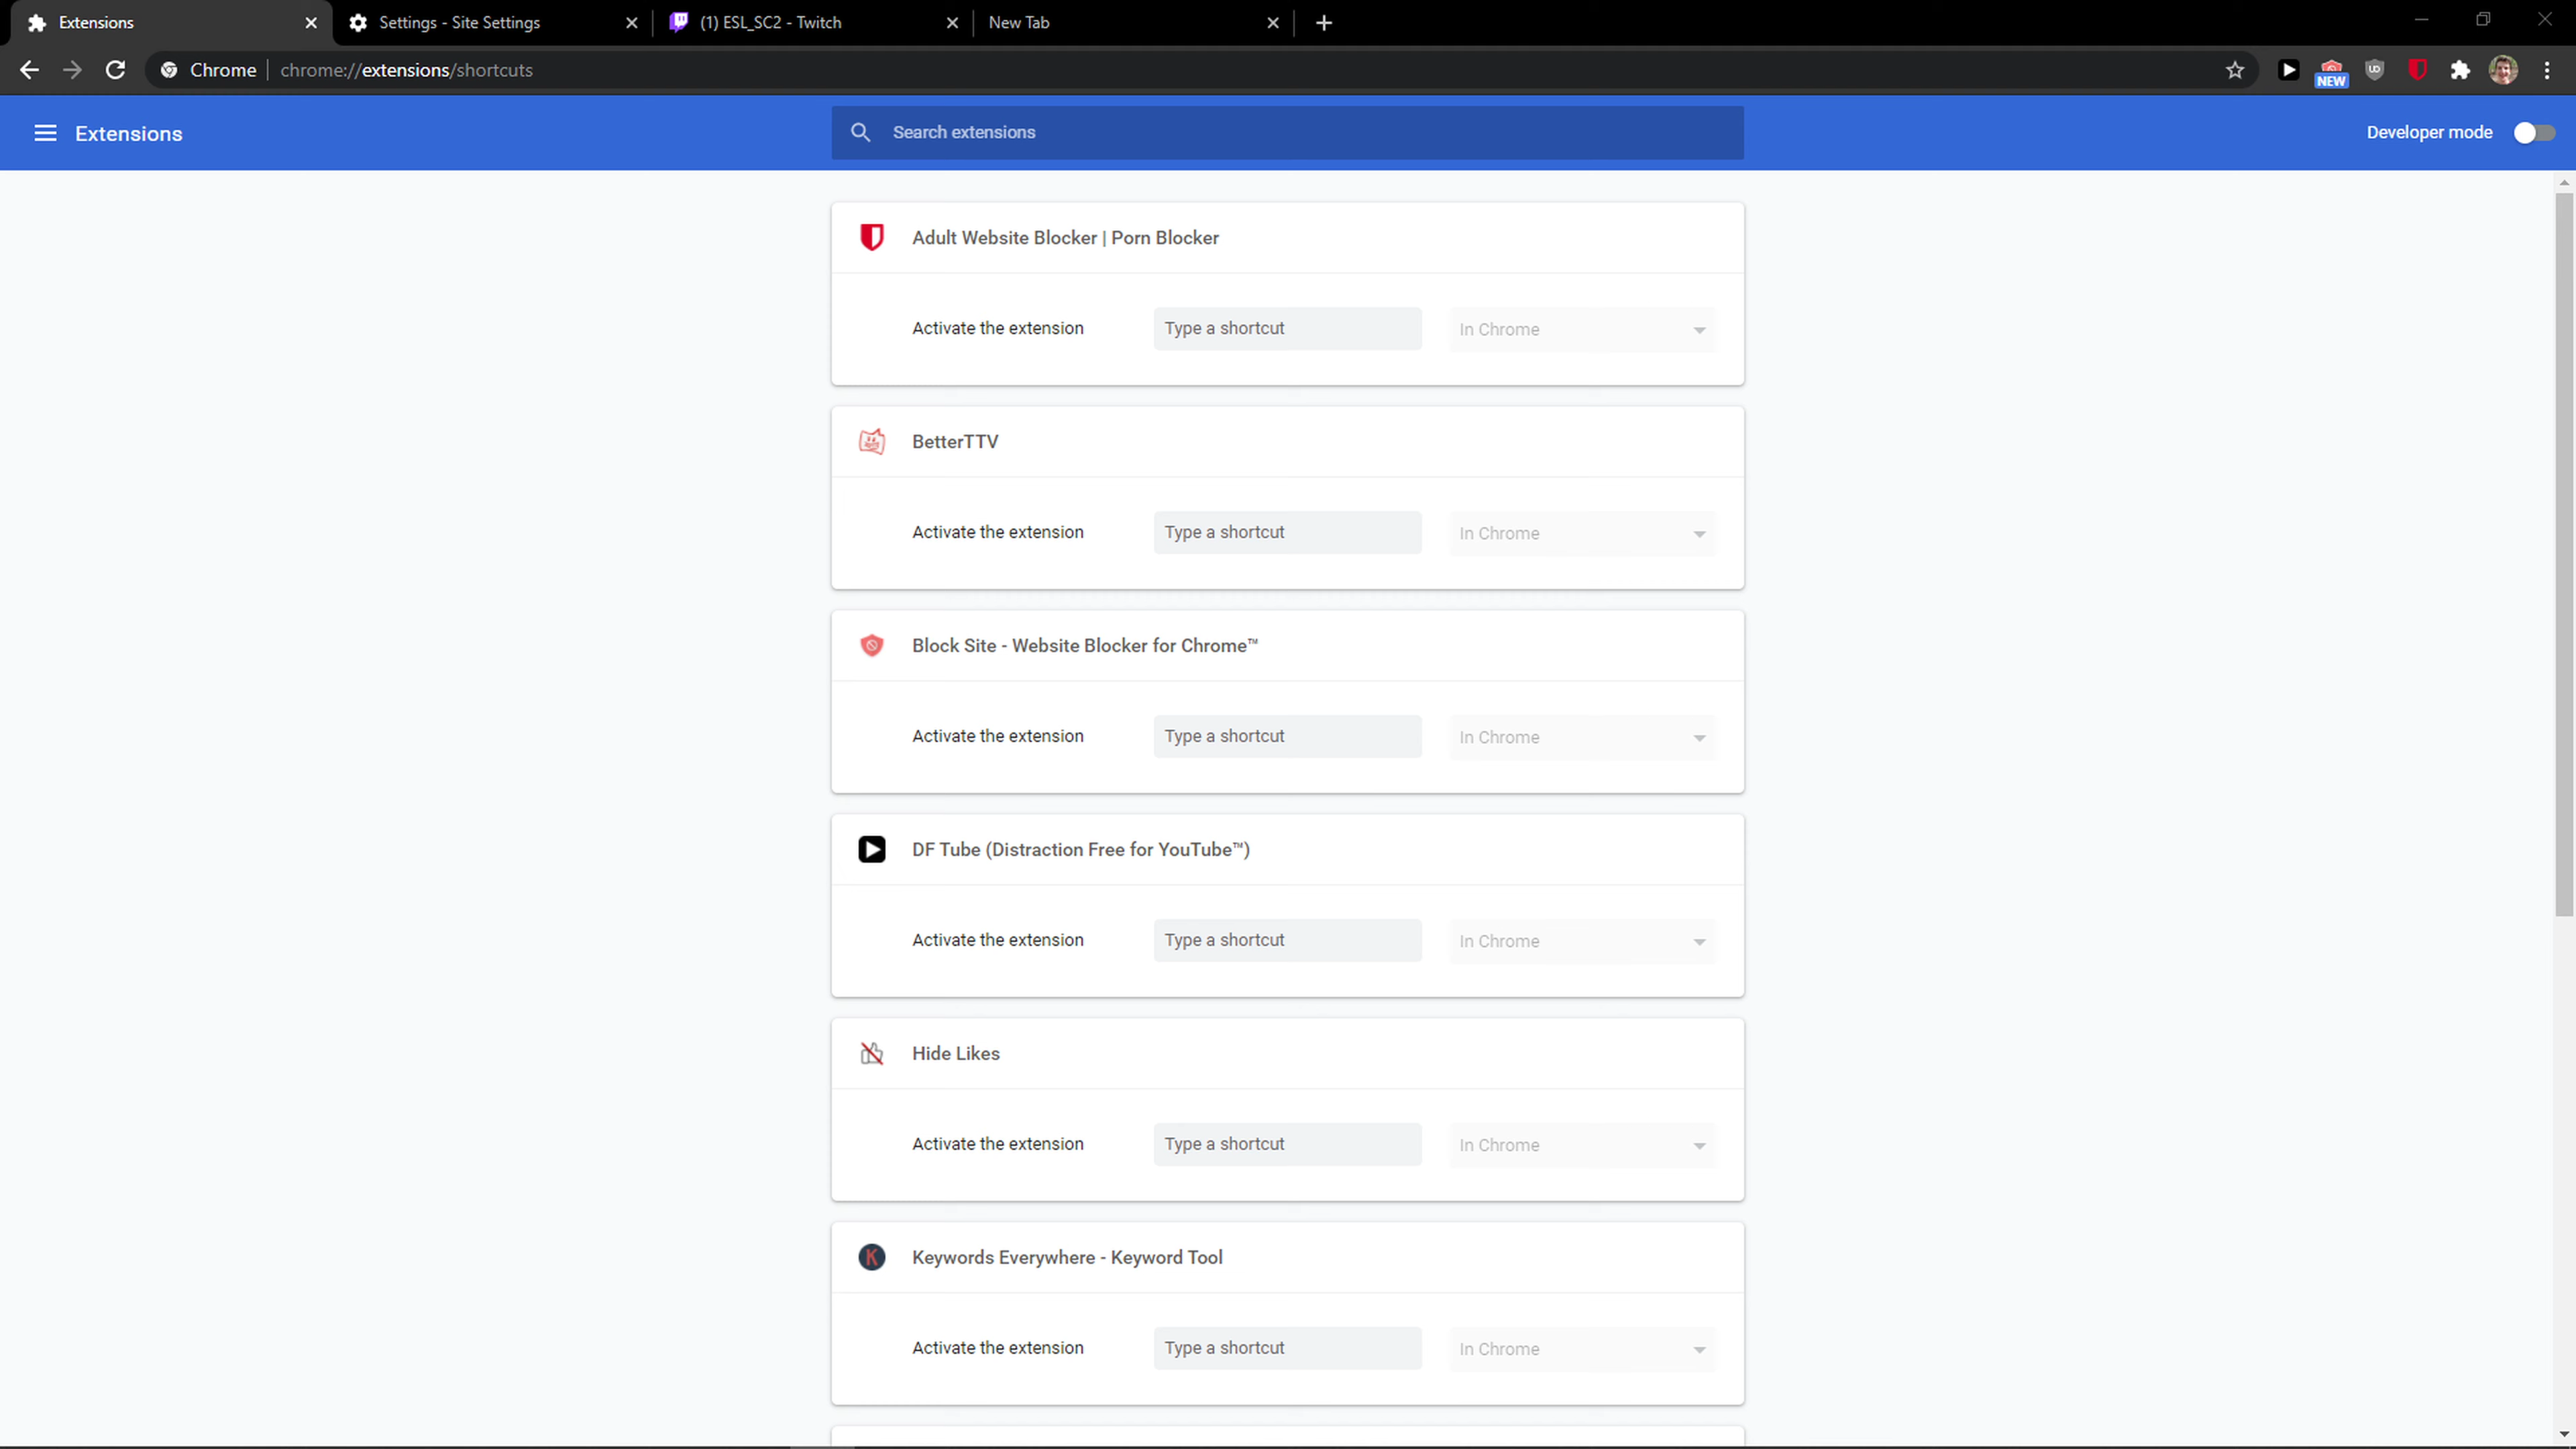 Extensions
Settings - Site Settings
(1) ESL_SC2 - Twitch
New Tab
Chrome
chrome://extensions/shortcuts
NEW
Extensions
Search extensions
Developer mode
Adult Website Blocker | Porn Blocker
Activate the extension
Type a shortcut
In Chrome
BetterTTV
Activate the extension
Type a shortcut
In Chrome
Block Site - Website Blocker for Chrome™
Activate the extension
Type a shortcut
In Chrome
DF Tube (Distraction Free for YouTube™)
Activate the extension
Type a shortcut
In Chrome
Hide Likes
Activate the extension
Type a shortcut
In Chrome
K
Keywords Everywhere - Keyword Tool
Activate the extension
Type a shortcut
In Chrome